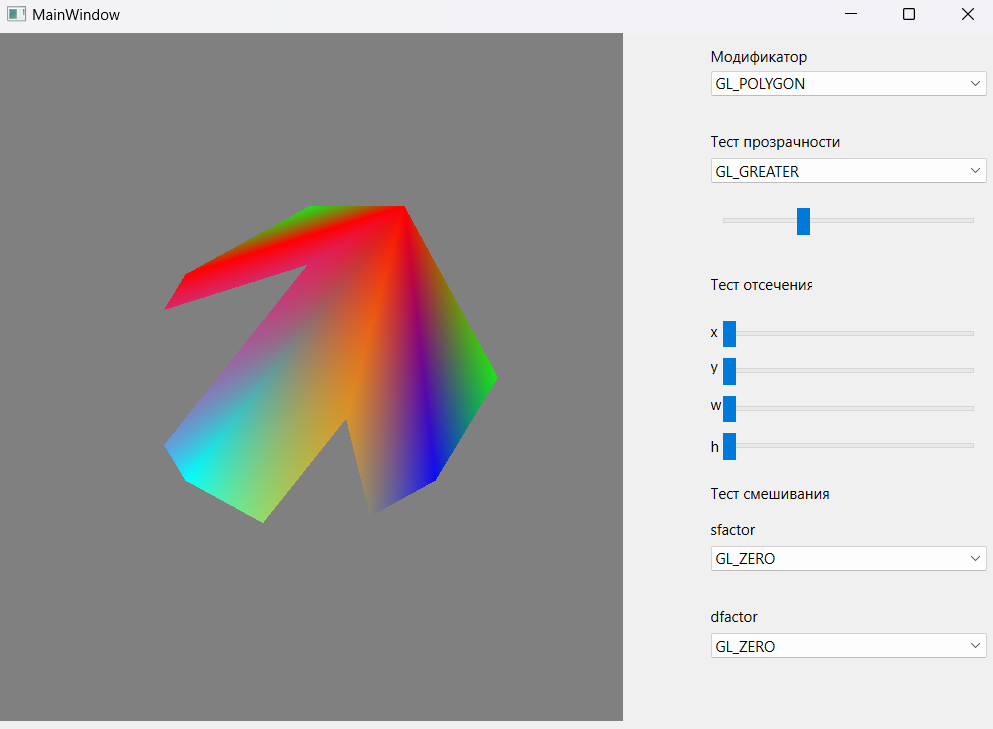 MainWindow
Модификатор
GL_POLYGON
Тест прозрачности
GL_GREATER
Тест отсечения
x
y
w
h
Тест смешивания
sfactor
GL_ZERO
dfactor
GL_ZERO